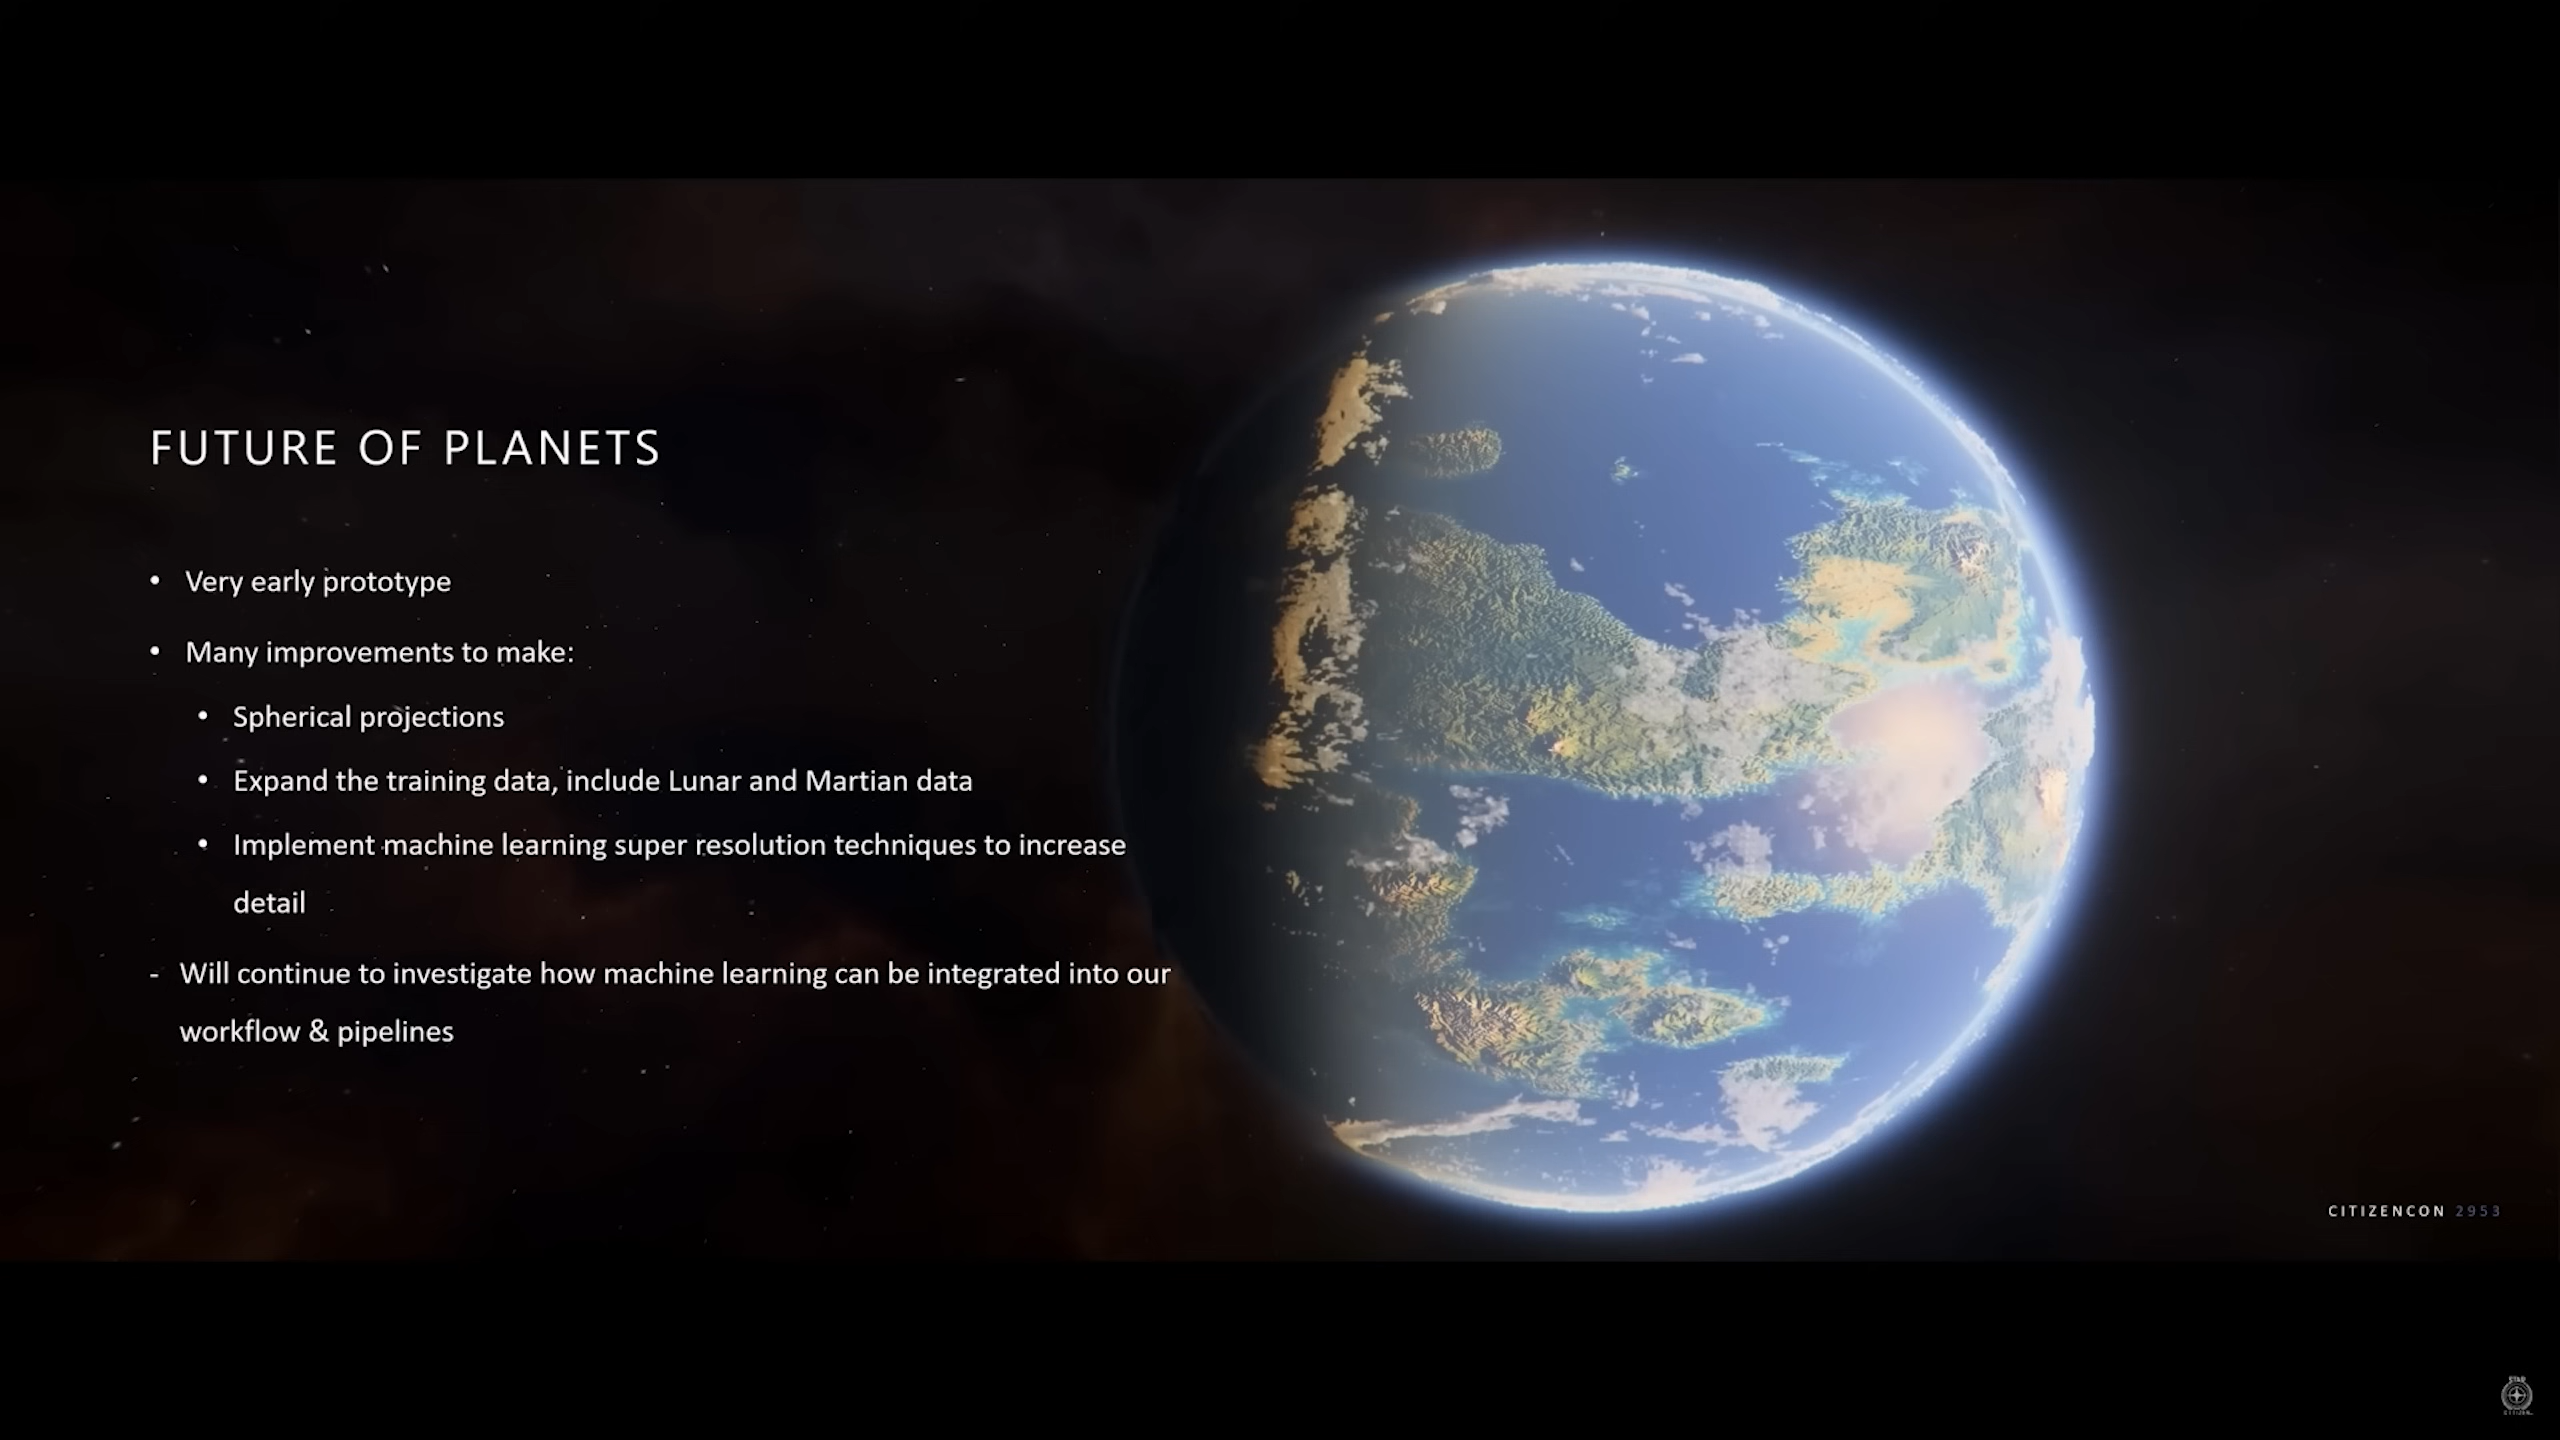 FUTURE OF PLANETS
• Very early prototype
• Many improvements to make:
• Spherical projections
• Expand the training data, include Lunar and Martian data
• Implement machine learning super resolution techniques to increase
detail
- Will continue to investigate how machine learning can be integrated into our
workflow & pipelines
CITIZENCON 2953
STAR
CITIZEN